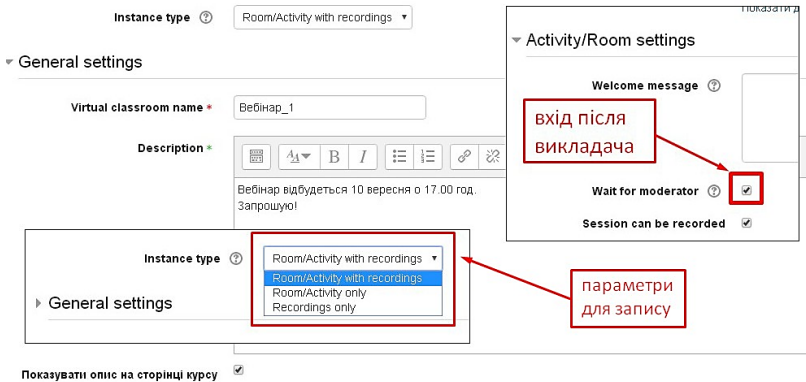 Instance type
Room/Activity with recordings
General settings
Virtual classroom name *
Вебінар_1
Description *
Вебінар відбудеться 10 вересня о 17.00 год.
Запрошую!
Показати д
Activity/Room settings
Welcome message
вхід після
викладача
Wait for moderator
Session can be recorded
Instance type
Room/Activity with recordings
Room/Activity with recordings
Room/Activity only
Recordings only
General settings
параметри
для запису
Показувати опис на сторінці курсу